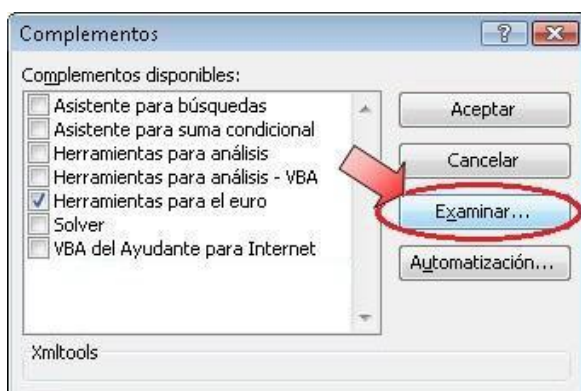 Complementos
Complementos disponibles:
Asistente para búsquedas
Asistente para suma condicional
Herramientas para análisis
Herramientas para análisis - VBA
Herramientas para el euro
Solver
VBA del Ayudante para Internet
Aceptar
Cancelar
Examinar...
Automatización...
Xmltools